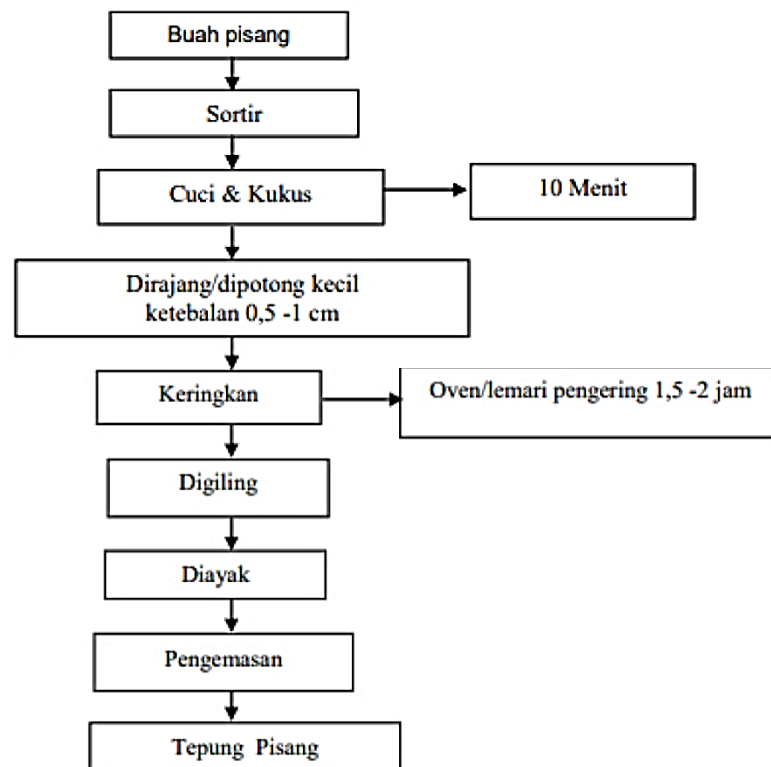 Buah pisang
Sortir
Cuci & Kukus
10 Menit
Dirajang/dipotong kecil
ketebalan 0,5 -1 cm
Keringkan
Oven/lemari pengering 1,5 -2 jam
Digiling
Diayak
Pengemasan
Tepung Pisang